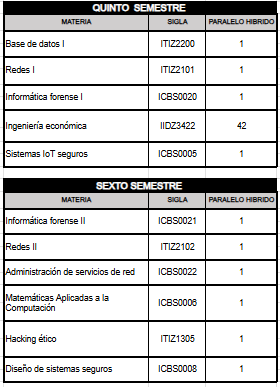 QUINTO SEMESTRE
MATERIA SIGLA PARALELO HIBRIDO
Base de datos I ITIZ2200 1
Redes I ITIZ2101 1
Informática forense I ICBS0020 1
Ingeniería económica IIDZ3422 42
Sistemas IoT seguros ICBS0005 1
SEXTO SEMESTRE
MATERIA SIGLA PARALELO HIBRIDO
Informática forense II ICBS0021 1
Redes II ITIZ2102 1
Administración de servicios de red ICBS0022 1
Matemáticas Aplicadas a la
Computación ICBS0006 1
Hacking ético ITIZ1305 1
Diseño de sistemas seguros ICBS0008 1